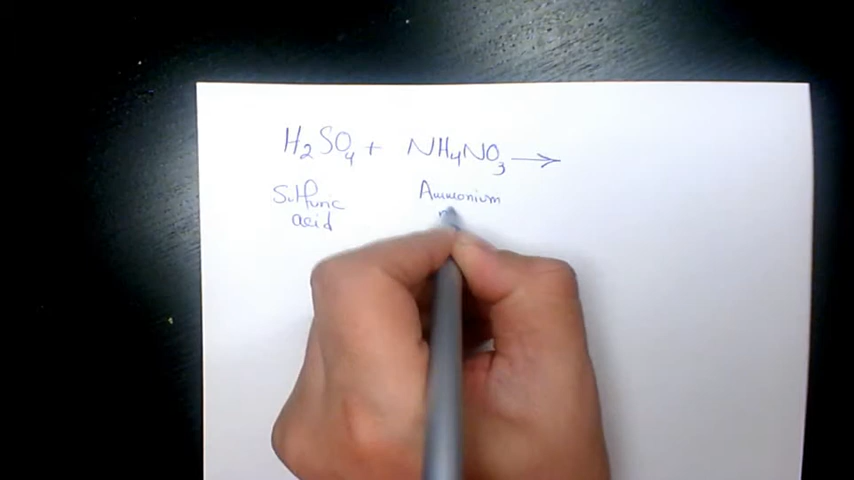 H₂SO₄ + NH₄NO₃ →
Sulfuric Ammonium
acid